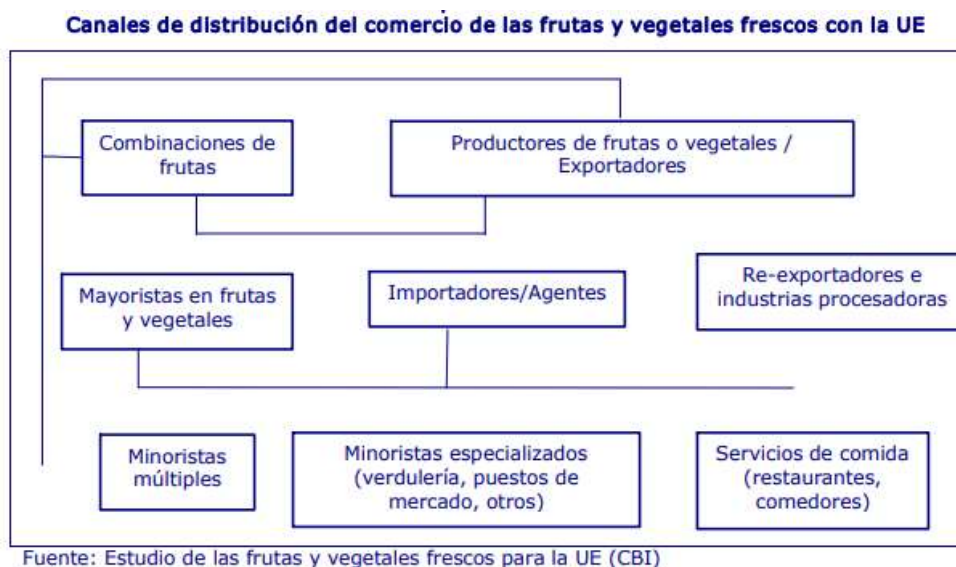 Canales de distribución del comercio de las frutas y vegetales frescos con la UE
Combinaciones de
frutas
Productores de frutas o vegetales /
Exportadores
Mayoristas en frutas
y vegetales
Importadores/Agentes
Re-exportadores e
industrias procesadoras
Minoristas
múltiples
Minoristas especializados
(verdulería, puestos de
mercado, otros)
Servicios de comida
(restaurantes,
comedores)
Fuente: Estudio de las frutas y vegetales frescos para la UE (CBI)